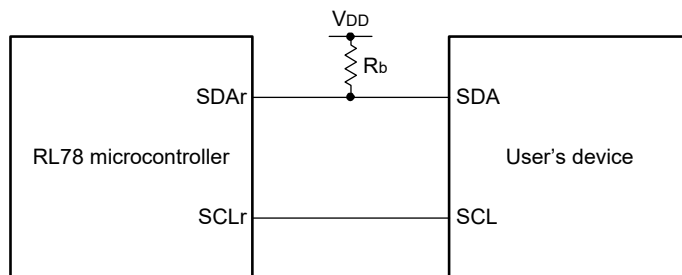 VDD
Rb
SDAr
SDA
RL78 microcontroller
User's device
SCLr
SCL